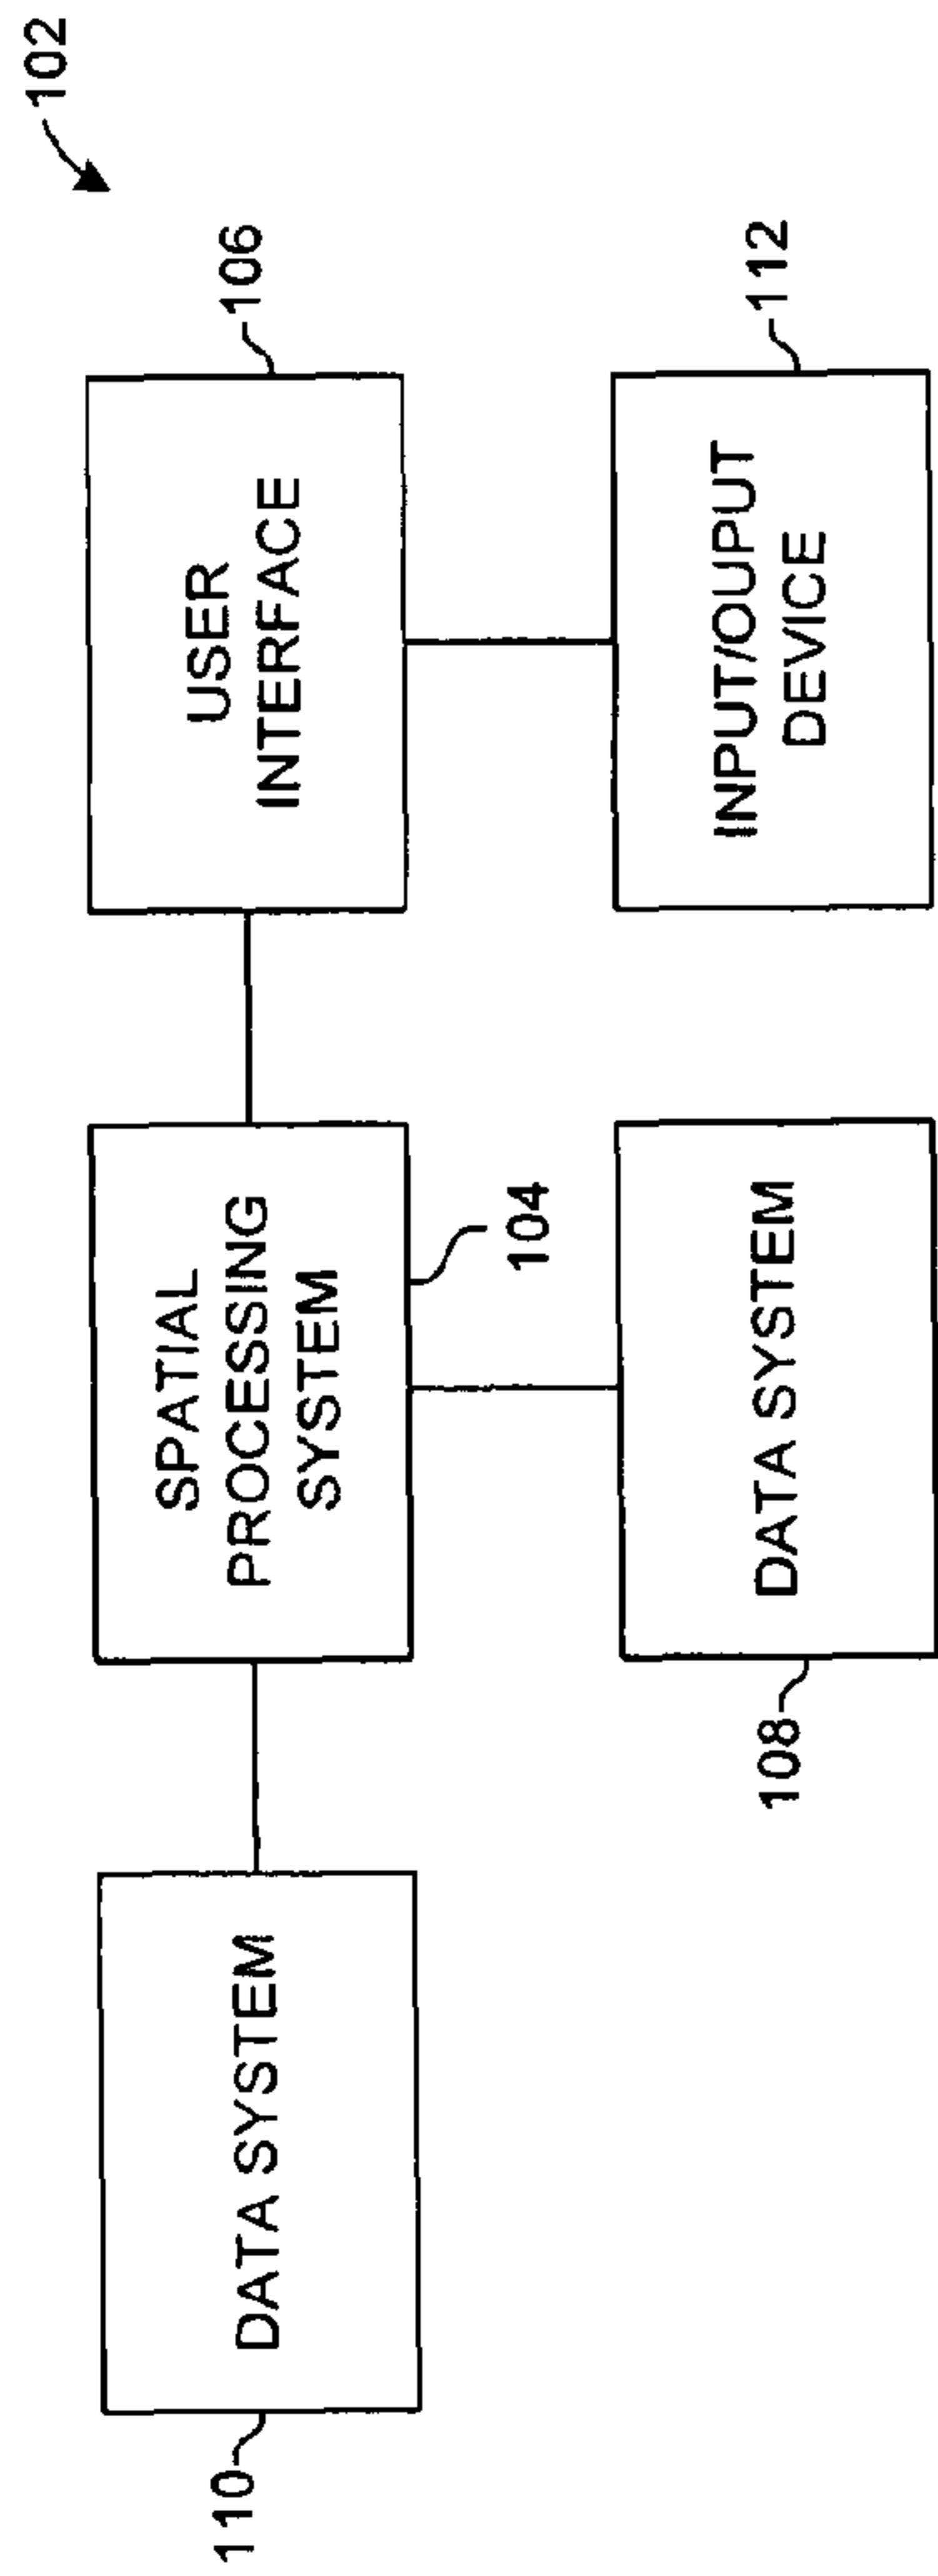 102
110
DATA SYSTEM
SPATIAL
PROCESSING
SYSTEM
104
USER
INTERFACE
106
108
DATA SYSTEM
INPUT/OUPUT
DEVICE
112